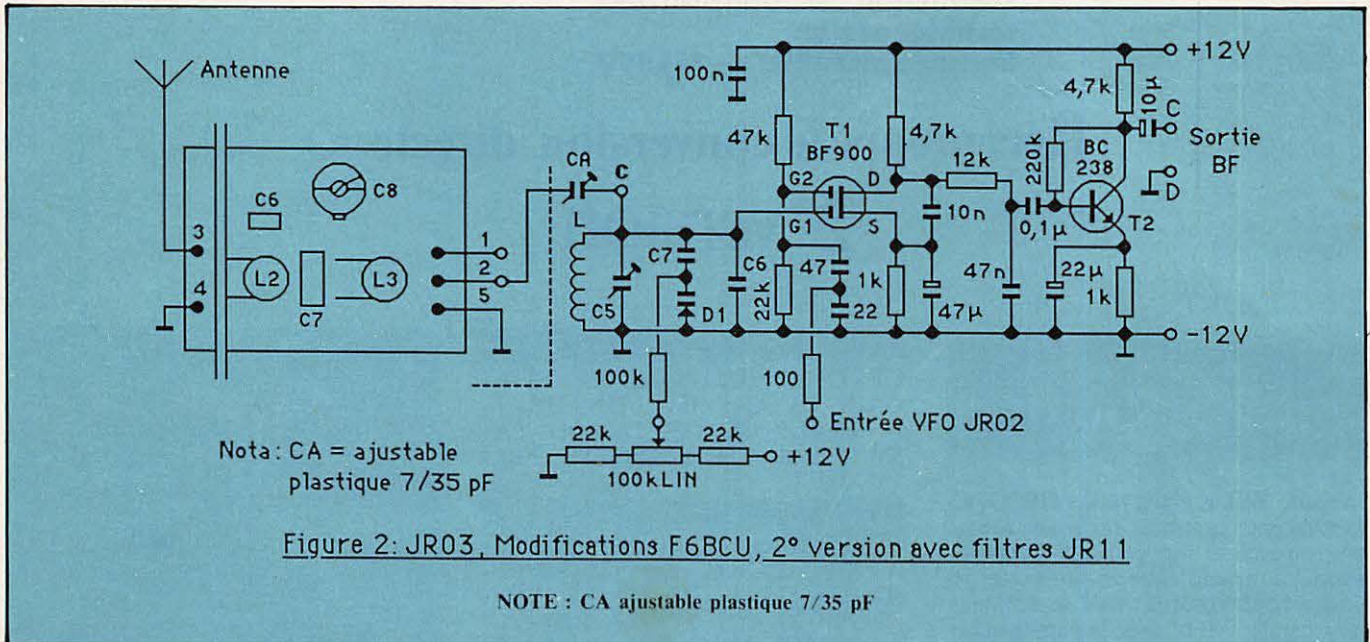 Antenne
3
4
C6
C8
L2
C7
L3
1
2
5
CA
C
L
C5
C7
D1
C6
100k
22k
22k
+12V
100kLIN
100n
47k
T1
BF900
G2
D
G1
S
22k
47
22
1k
47µ
100
Entrée VFO JR02
4,7k
12k
10n
0,1µ
47n
220k
BC
238
T2
22µ
1k
4,7k
10µ
C
Sortie
BF
D
+12V
-12V
Nota: CA = ajustable
plastique 7/35 pF
Figure 2: JR03, Modifications F6BCU, 2° version avec filtres JR11
NOTE : CA ajustable plastique 7/35 pF